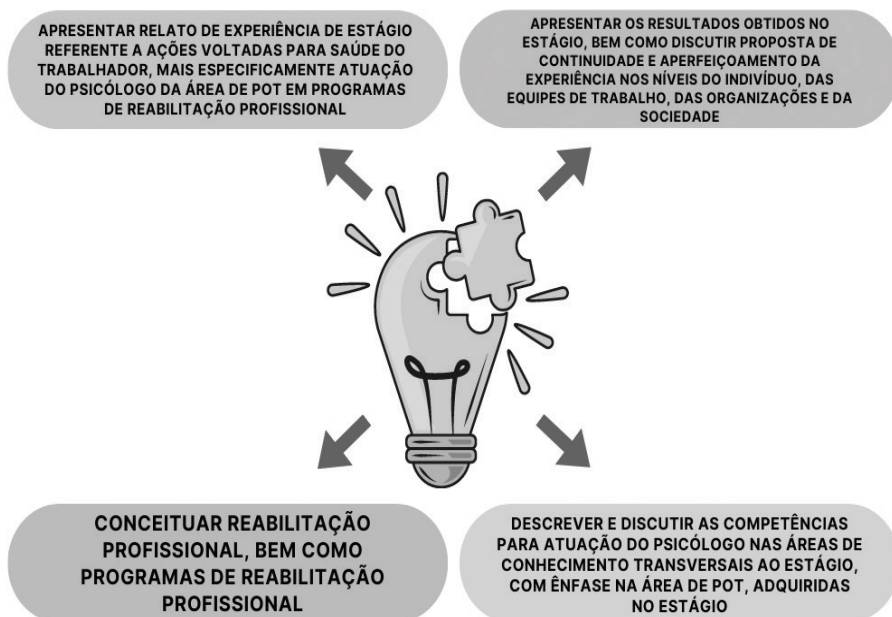 APRESENTAR RELATO DE EXPERIÊNCIA DE ESTÁGIO
REFERENTE A AÇÕES VOLTADAS PARA SAÚDE DO
TRABALHADOR, MAIS ESPECIFICAMENTE ATUAÇÃO
DO PSICÓLOGO DA ÁREA DE POT EM PROGRAMAS
DE REABILITAÇÃO PROFISSIONAL
APRESENTAR OS RESULTADOS OBTIDOS NO
ESTÁGIO, BEM COMO DISCUTIR PROPOSTA DE
CONTINUIDADE E APERFEIÇOAMENTO DA
EXPERIÊNCIA NOS NÍVEIS DO INDIVÍDUO, DAS
EQUIPES DE TRABALHO, DAS ORGANIZAÇÕES E DA
SOCIEDADE
CONCEITUAR REABILITAÇÃO
PROFISSIONAL, BEM COMO
PROGRAMAS DE REABILITAÇÃO
PROFISSIONAL
DESCREVER E DISCUTIR AS COMPETÊNCIAS
PARA ATUAÇÃO DO PSICÓLOGO NAS ÁREAS DE
CONHECIMENTO TRANSVERSAIS AO ESTÁGIO,
COM ÊNFASE NA ÁREA DE POT, ADQUIRIDAS
NO ESTÁGIO